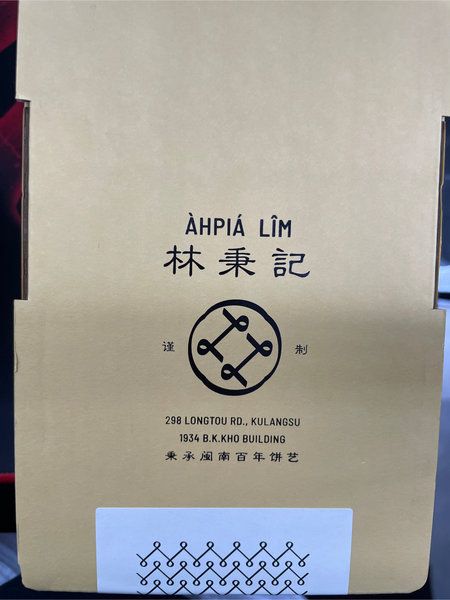 ÀHPIÁ LÎM
林秉記
谨 制
298 LONGTOU RD., KULANGSU
1934 B.K.KHO BUILDING
秉承闽南百年饼艺